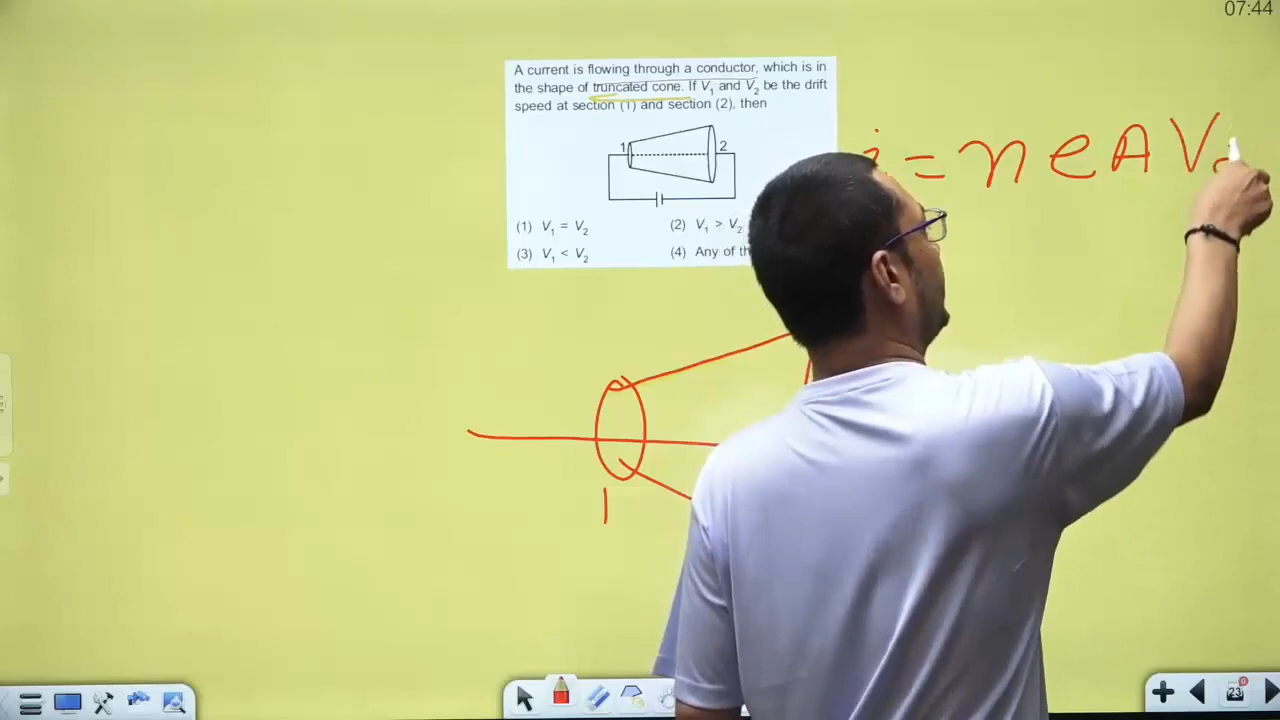 07:44
A current is flowing through a conductor, which is in
the shape of truncated cone. If V₁ and V₂ be the drift
speed at section (1) and section (2), then
1 2
(1) V₁ = V₂ (2) V₁ > V₂
(3) V₁ < V₂ (4) Any of
i = n e A V
1
23